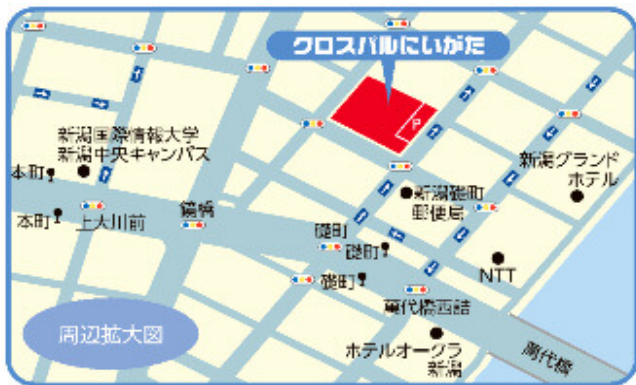 クロスパルにいがた
P
新潟国際情報大学
新潟中央キャンパス
本町
新潟グランド
ホテル
新潟礎町
郵便局
本町
上大川前
鏡橋
礎町
礎町
礎町
NTT
萬代橋西詰
周辺拡大図
ホテルオークラ
新潟
萬代橋